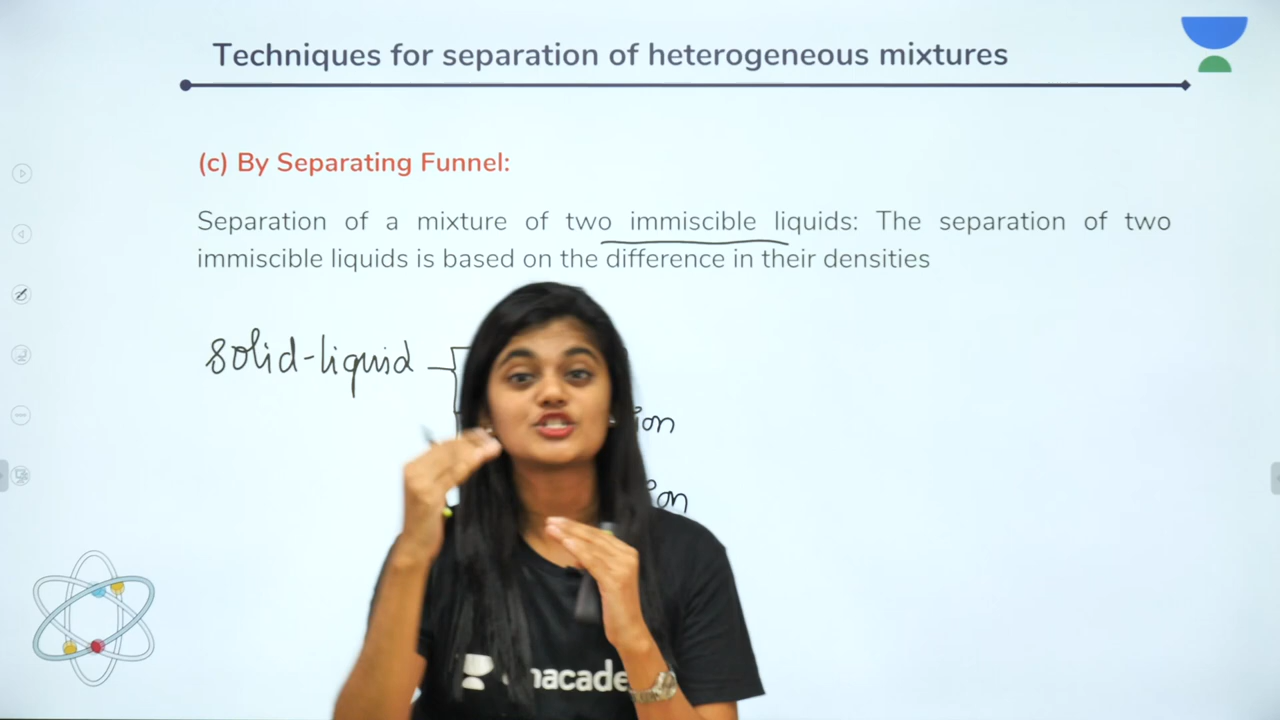 Techniques for separation of heterogeneous mixtures
(c) By Separating Funnel:
Separation of a mixture of two immiscible liquids: The separation of two
immiscible liquids is based on the difference in their densities
solid-liquid